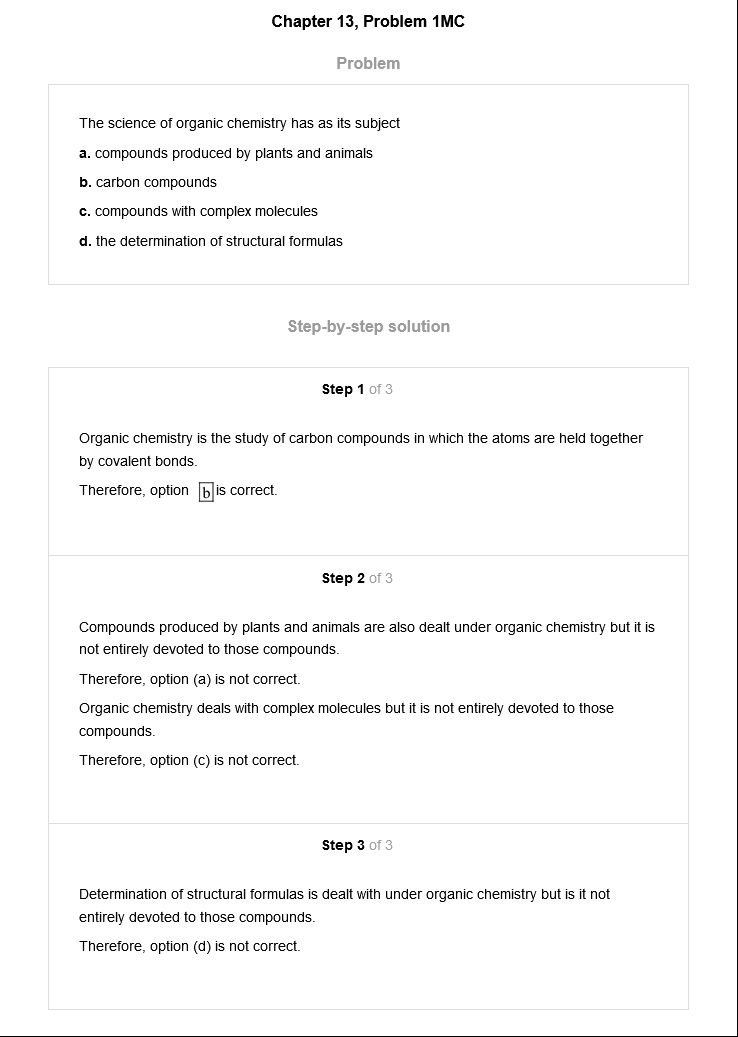 Chapter 13, Problem 1MC
Problem
The science of organic chemistry has as its subject
a. compounds produced by plants and animals
b. carbon compounds
c. compounds with complex molecules
d. the determination of structural formulas
Step-by-step solution
Step 1 of 3
Organic chemistry is the study of carbon compounds in which the atoms are held together
by covalent bonds.
Therefore, option b is correct.
Step 2 of 3
Compounds produced by plants and animals are also dealt under organic chemistry but it is
not entirely devoted to those compounds.
Therefore, option (a) is not correct.
Organic chemistry deals with complex molecules but it is not entirely devoted to those
compounds.
Therefore, option (c) is not correct.
Step 3 of 3
Determination of structural formulas is dealt with under organic chemistry but is it not
entirely devoted to those compounds.
Therefore, option (d) is not correct.